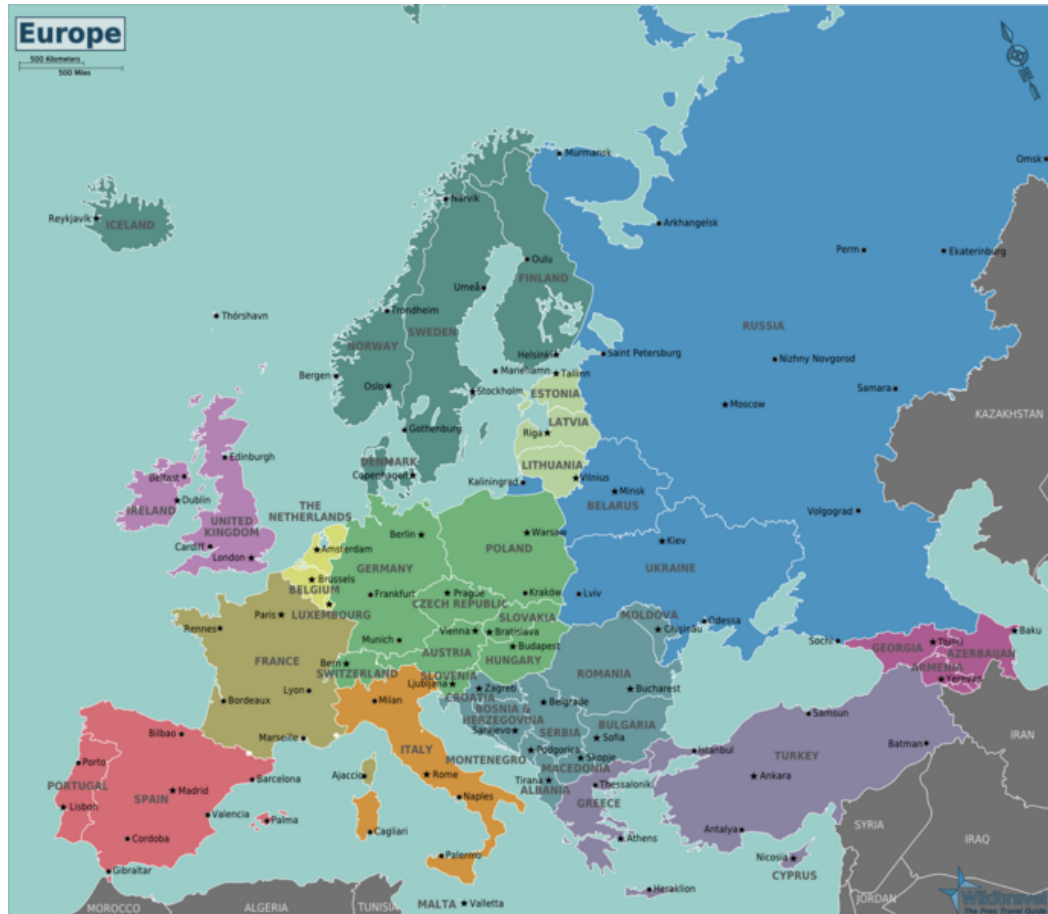 Europe
500 Kilometers
500 Miles
Murmansk
Omsk
Narvik
Reykjavík
ICELAND
Arkhangelsk
Perm
Ekaterinburg
Oulu
FINLAND
Umeå
Thórshavn
Trondheim
SWEDEN
RUSSIA
NORWAY
Helsinki
Saint Petersburg
Nizhny Novgorod
Bergen
Mariehamn
Tallinn
Oslo
Stockholm
ESTONIA
Samara
Moscow
KAZAKHSTAN
Gothenburg
LATVIA
Riga
Edinburgh
DENMARK
LITHUANIA
Belfast
Copenhagen
Kaliningrad
Vilnius
Minsk
Dublin
IRELAND
THE
NETHERLANDS
BELARUS
Volgograd
UNITED
KINGDOM
Berlin
Warsaw
Cardiff
London
Amsterdam
POLAND
Kiev
GERMANY
UKRAINE
Brussels
BELGIUM
Frankfurt
Prague
Kraków
Lviv
CZECH REPUBLIC
Paris
LUXEMBOURG
SLOVAKIA
MOLDOVA
Odessa
Rennes
Vienna
Bratislava
Chișinău
Munich
Budapest
Sochi
Baku
Tbilisi
GEORGIA
AZERBAIJAN
AUSTRIA
FRANCE
Bern
HUNGARY
SWITZERLAND
SLOVENIA
ROMANIA
ARMENIA
Yerevan
Ljubljana
Zagreb
Lyon
CROATIA
Bucharest
Bordeaux
Milan
BOSNIA &
HERZEGOVINA
Belgrade
Samsun
BULGARIA
Bilbao
Sarajevo
SERBIA
Marseille
Sofia
IRAN
ITALY
Podgorica
Istanbul
Batman
MONTENEGRO
Skopje
TURKEY
Porto
MACEDONIA
Rome
Ajaccio
Barcelona
Tirana
Ankara
PORTUGAL
Madrid
ALBANIA
Thessaloniki
SPAIN
Naples
Lisbon
GREECE
Valencia
Palma
SYRIA
Cagliari
Antalya
Cordoba
Athens
IRAQ
Palermo
Nicosia
Gibraltar
CYPRUS
Heraklion
Wikitravel
The Free Travel Guide
MALTA
Valletta
JORDAN
MOROCCO
ALGERIA
TUNISIA